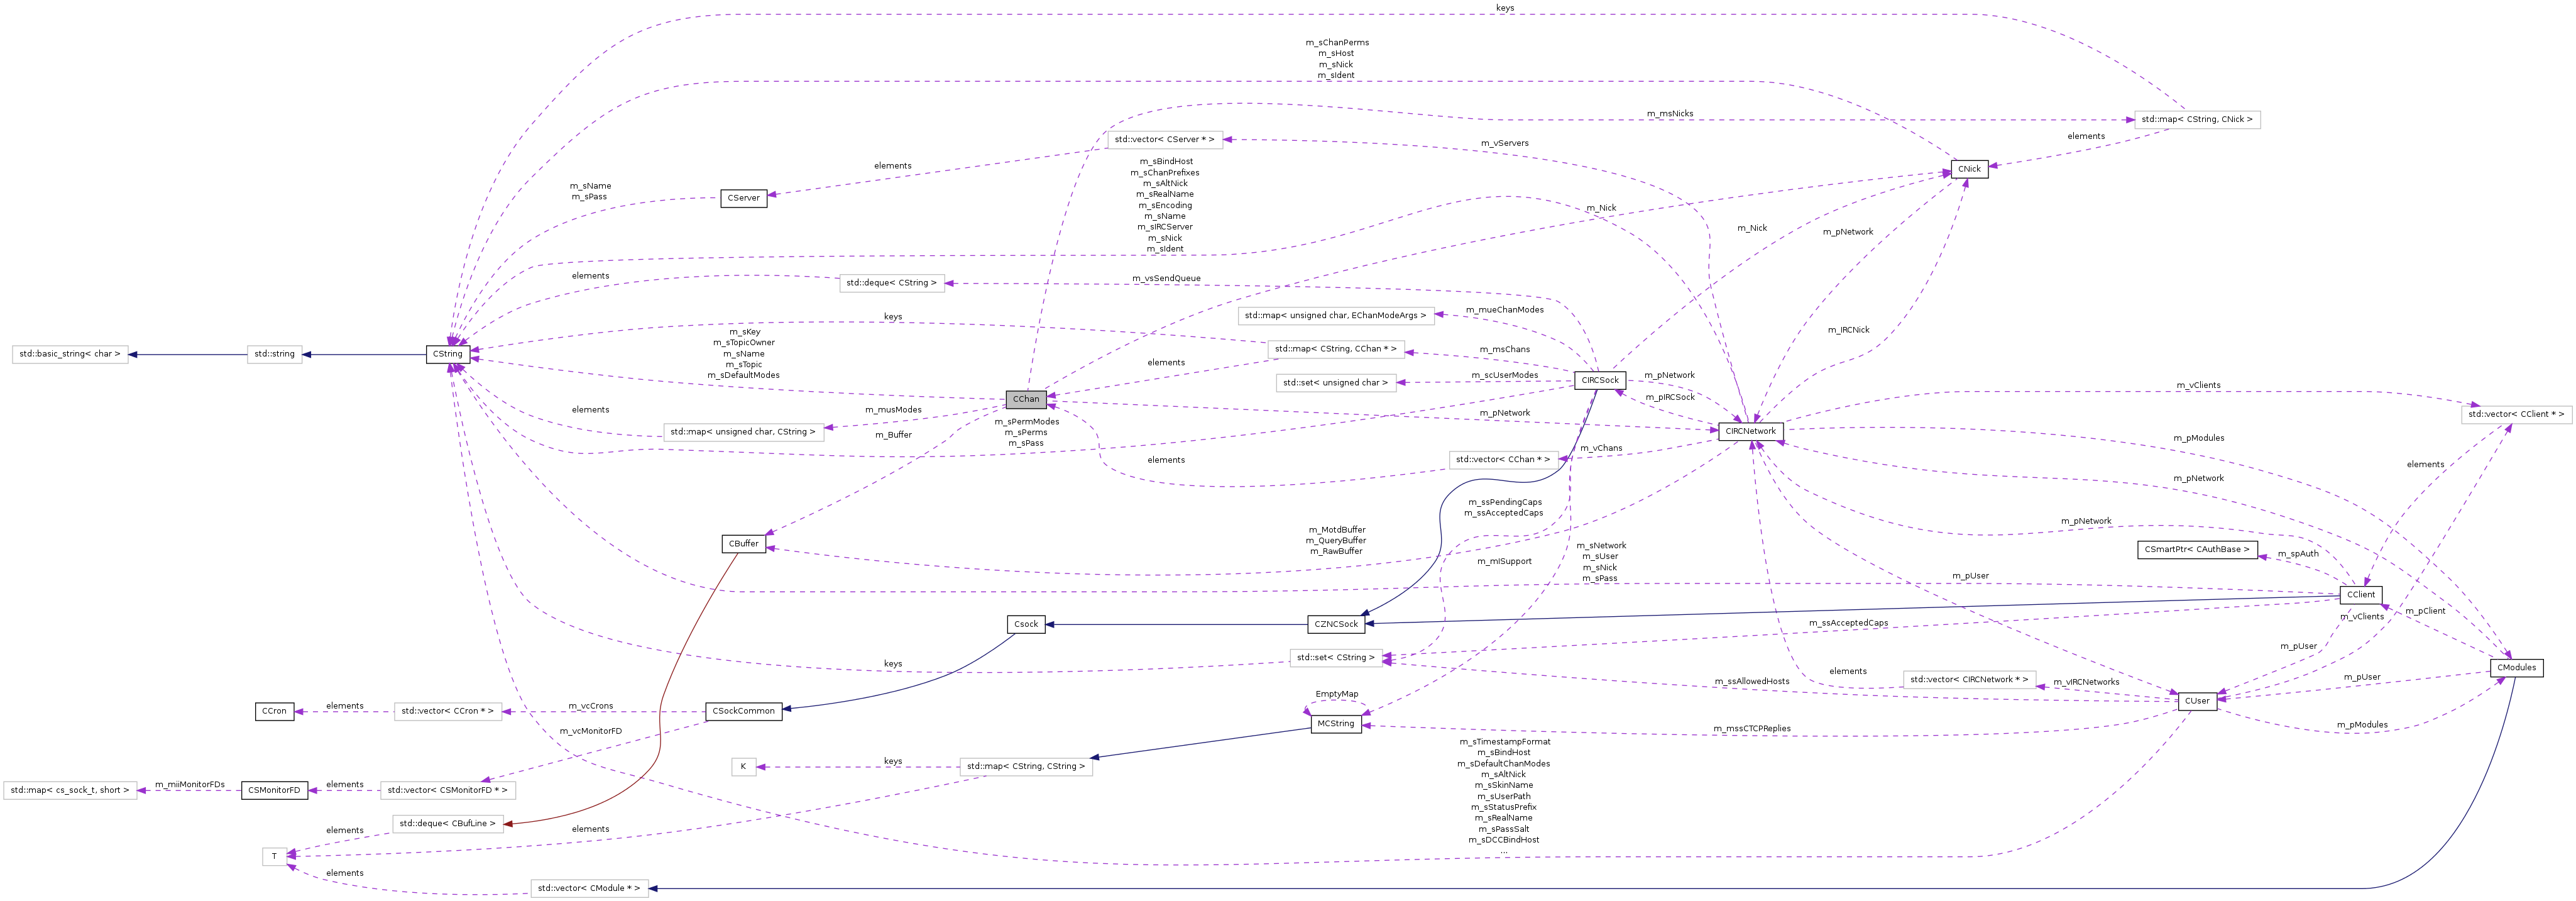 keys
m_sChanPerms
m_sHost
m_sNick
m_sIdent
m_msNicks
std::map< CString, CNick >
elements
std::vector< CServer * >
m_vServers
elements
CNick
m_sName
m_sPass
CServer
m_sBindHost
m_sChanPrefixes
m_sAltNick
m_sRealName
m_sEncoding
m_sName
m_sIRCServer
m_sNick
m_sIdent
m_Nick
m_Nick
m_pNetwork
elements
std::deque< CString >
m_vsSendQueue
std::map< unsigned char, EChanModeArgs >
m_mueChanModes
m_IRCNick
keys
std::basic_string< char >
std::string
CString
m_sKey
m_sTopicOwner
m_sName
m_sTopic
m_sDefaultModes
std::map< CString, CChan * >
m_msChans
elements
std::set< unsigned char >
m_scUserModes
CIRCSock
m_pNetwork
m_pIRCSock
CChan
m_vClients
std::vector< CClient * >
elements
m_musModes
m_pNetwork
std::map< unsigned char, CString >
m_Buffer
m_sPermModes
m_sPerms
m_sPass
CIRCNetwork
m_pModules
m_vChans
elements
std::vector< CChan * >
elements
m_pNetwork
m_ssPendingCaps
m_ssAcceptedCaps
m_pNetwork
CBuffer
m_MotdBuffer
m_QueryBuffer
m_RawBuffer
m_mISupport
m_sNetwork
m_sUser
m_sNick
m_sPass
CSmartPtr< CAuthBase >
m_spAuth
m_pUser
CClient
m_pClient
m_vClients
Csock
CZNCSock
m_ssAcceptedCaps
m_pUser
keys
std::set< CString >
elements
CModules
m_ssAllowedHosts
std::vector< CIRCNetwork * >
m_vIRCNetworks
m_pUser
EmptyMap
CUser
CCron
elements
std::vector< CCron * >
m_vcCrons
CSockCommon
MCString
m_mssCTCPReplies
m_pModules
m_vcMonitorFD
m_sTimestampFormat
m_sBindHost
m_sDefaultChanModes
m_sAltNick
m_sSkinName
m_sUserPath
m_sStatusPrefix
m_sRealName
m_sPassSalt
m_sDCCBindHost
...
K
keys
std::map< CString, CString >
std::map< cs_sock_t, short >
m_miiMonitorFDs
CSMonitorFD
elements
std::vector< CSMonitorFD * >
std::deque< CBufLine >
elements
elements
T
elements
std::vector< CModule * >